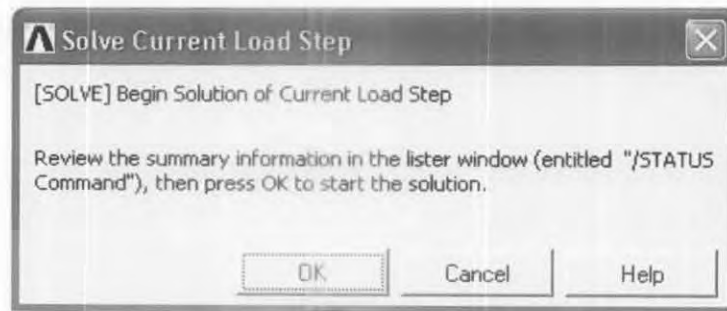 Solve Current Load Step
[SOLVE] Begin Solution of Current Load Step
Review the summary information in the lister window (entitled "/STATUS
Command"), then press OK to start the solution.
OK Cancel Help